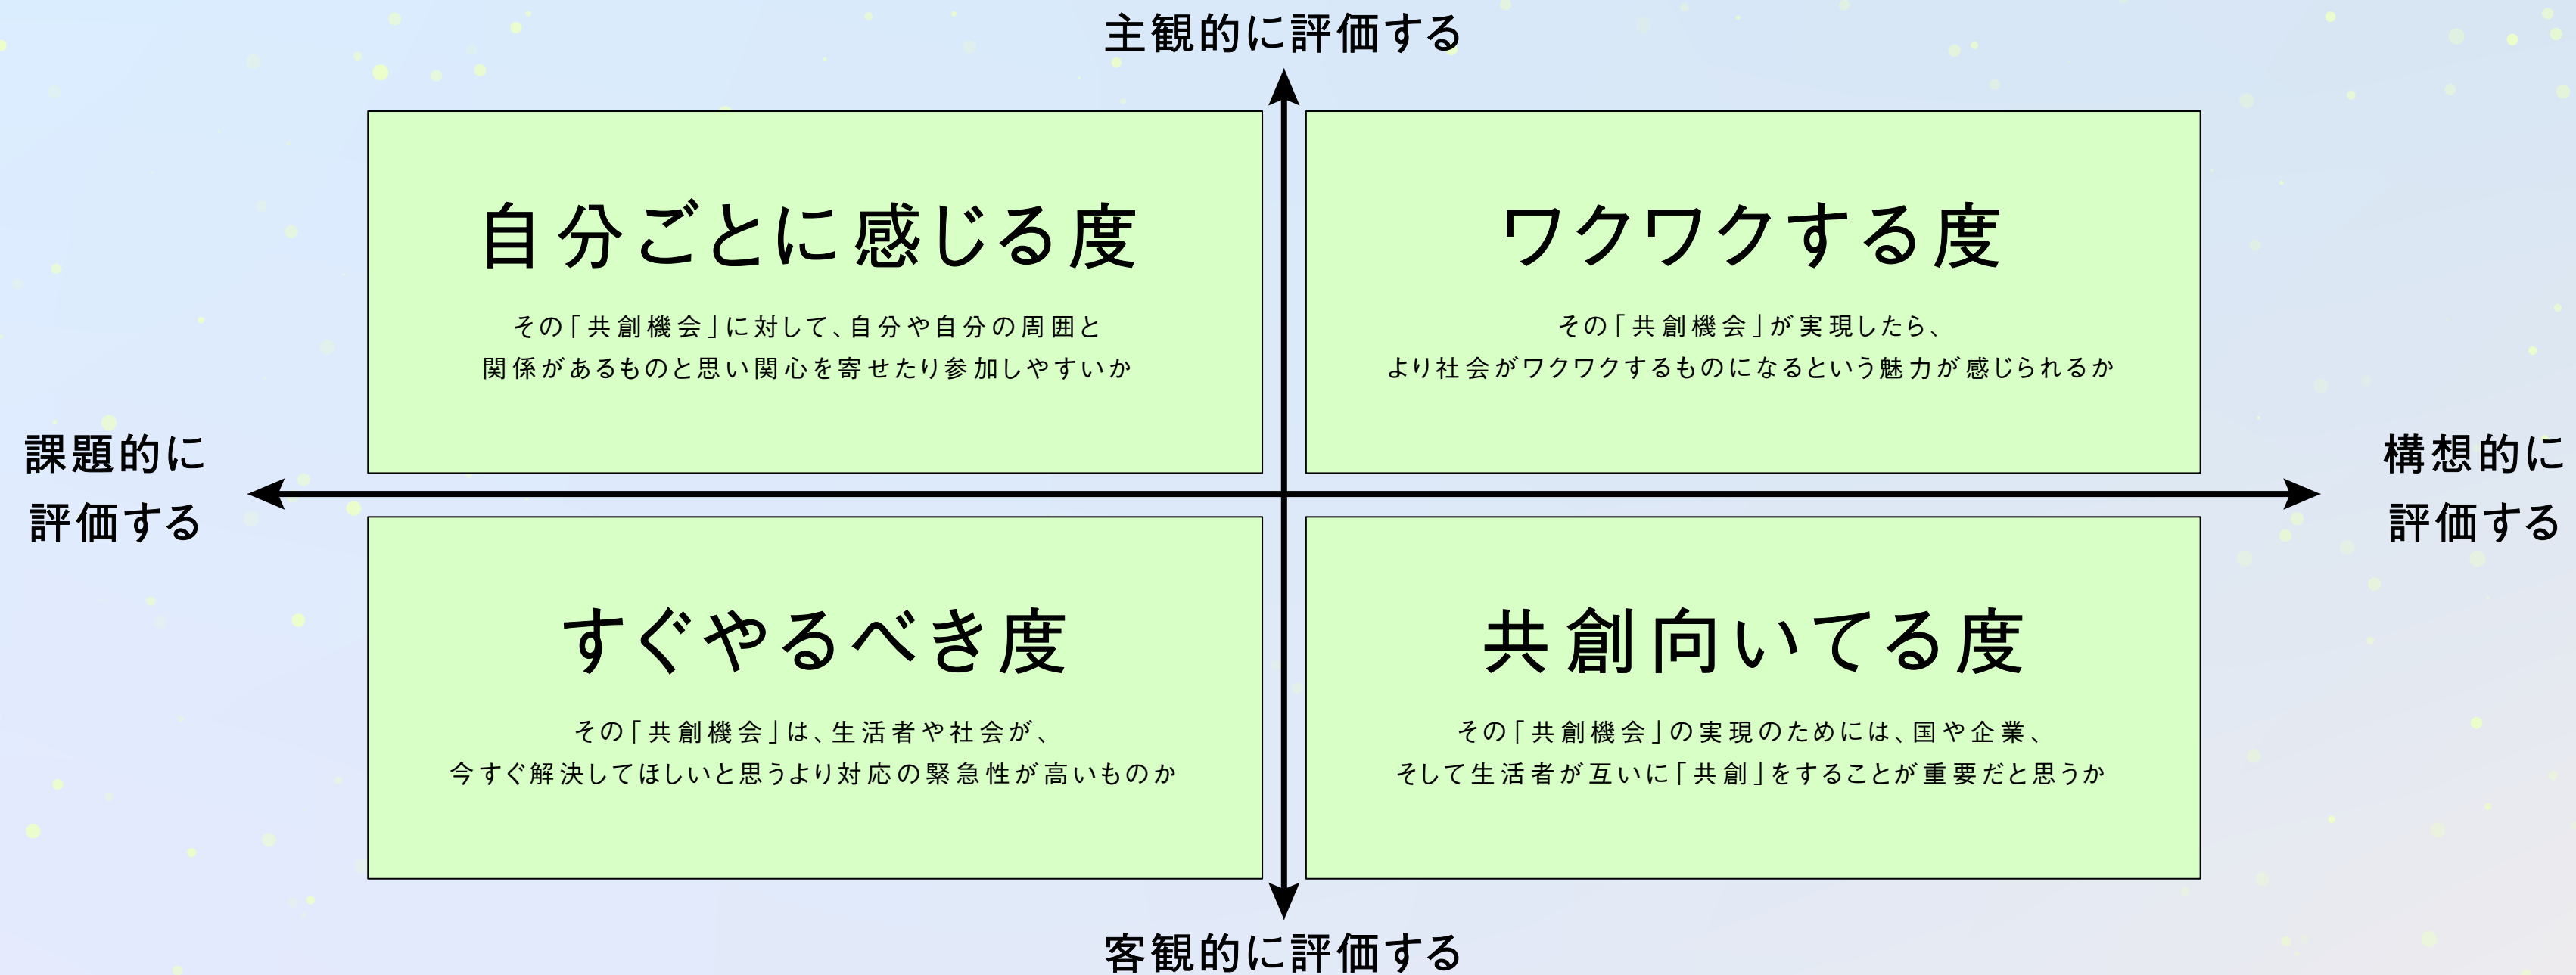 主観的に評価する
自分ごとに感じる度
その「共創機会」に対して、自分や自分の周囲と
関係があるものと思い関心を寄せたり参加しやすいか
ワクワクする度
その「共創機会」が実現したら、
より社会がワクワクするものになるという魅力が感じられるか
課題的に
評価する
構想的に
評価する
すぐやるべき度
その「共創機会」は、生活者や社会が、
今すぐ解決してほしいと思うより対応の緊急性が高いものか
共創向いてる度
その「共創機会」の実現のためには、国や企業、
そして生活者が互いに「共創」をすることが重要だと思うか
客観的に評価する